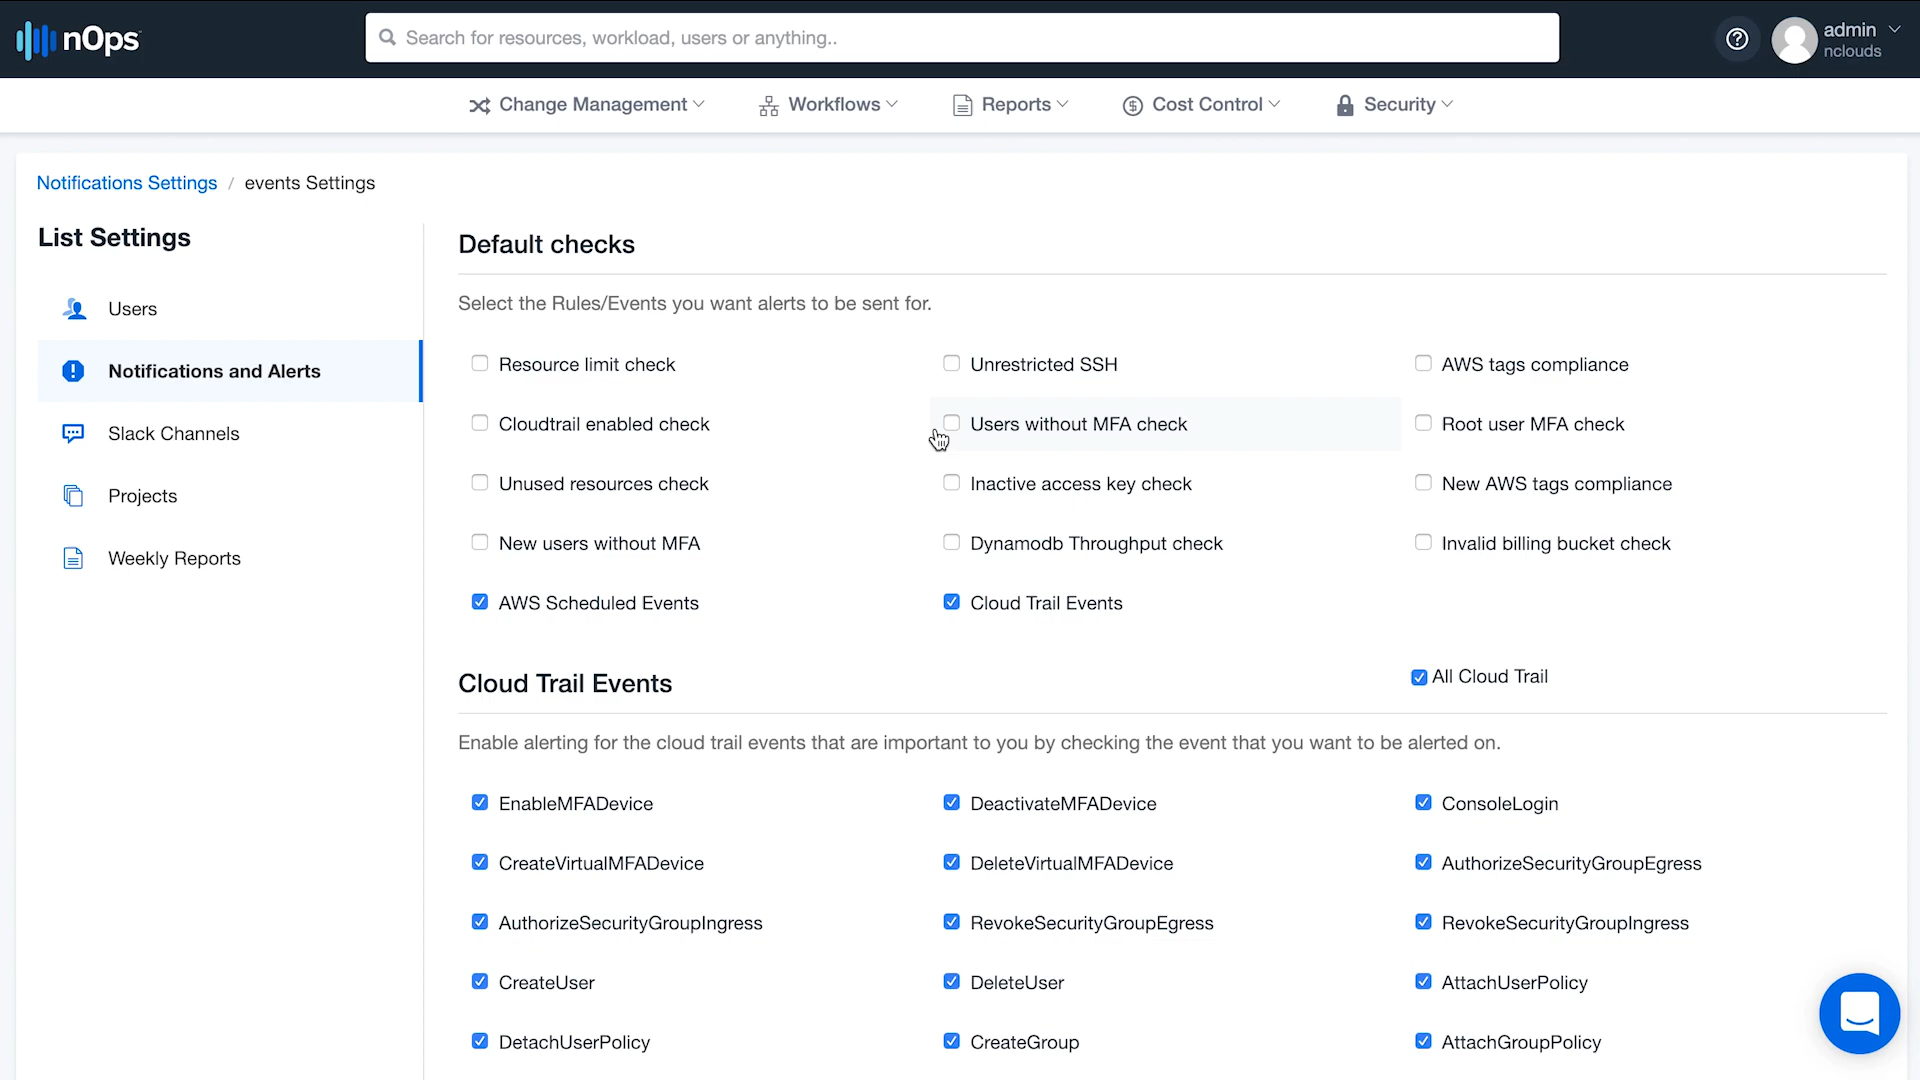 nOps
Search for resources, workload, users or anything..
admin
nclouds
Change Management
Workflows
Reports
Cost Control
Security
Notifications Settings / events Settings
List Settings
Users
Notifications and Alerts
Slack Channels
Projects
Weekly Reports
Default checks
Select the Rules/Events you want alerts to be sent for.
Resource limit check
Unrestricted SSH
AWS tags compliance
Cloudtrail enabled check
Users without MFA check
Root user MFA check
Unused resources check
Inactive access key check
New AWS tags compliance
New users without MFA
Dynamodb Throughput check
Invalid billing bucket check
AWS Scheduled Events
Cloud Trail Events
Cloud Trail Events
All Cloud Trail
Enable alerting for the cloud trail events that are important to you by checking the event that you want to be alerted on.
EnableMFADevice
DeactivateMFADevice
ConsoleLogin
CreateVirtualMFADevice
DeleteVirtualMFADevice
AuthorizeSecurityGroupEgress
AuthorizeSecurityGroupIngress
RevokeSecurityGroupEgress
RevokeSecurityGroupIngress
CreateUser
DeleteUser
AttachUserPolicy
DetachUserPolicy
CreateGroup
AttachGroupPolicy